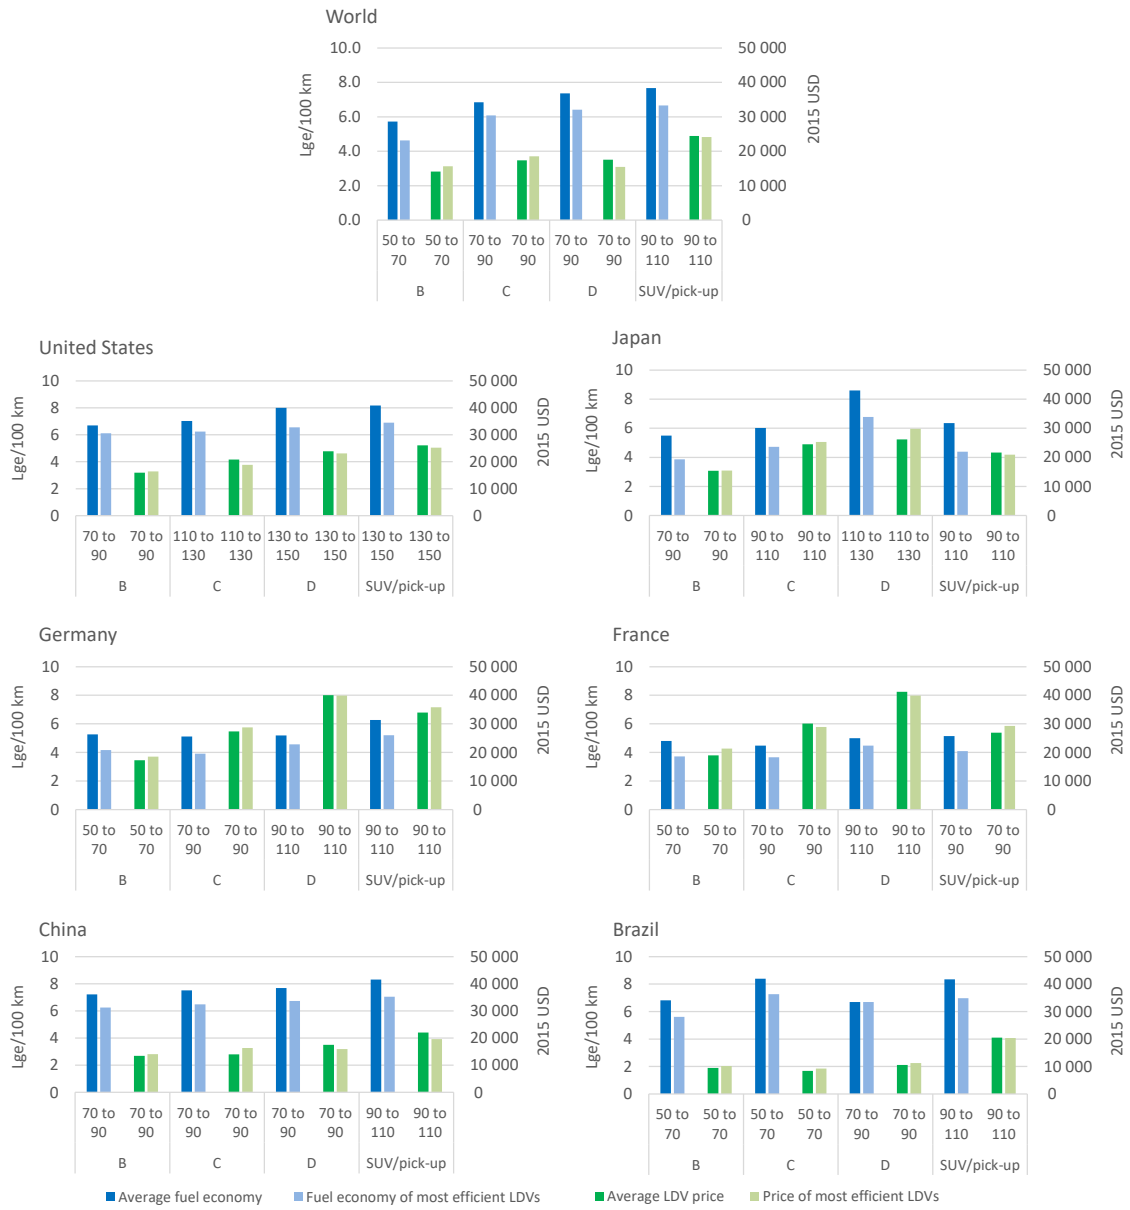 World
10.0
8.0
6.0
4.0
2.0
0.0
Lge/100 km
50 000
40 000
30 000
20 000
10 000
0
2015 USD
50 to 70 50 to 70 70 to 90 70 to 90 70 to 90 70 to 90 90 to 110 90 to 110
B C D SUV/pick-up
United States
10
8
6
4
2
0
Lge/100 km
50 000
40 000
30 000
20 000
10 000
0
2015 USD
70 to 90 70 to 90 110 to 130 110 to 130 130 to 150 130 to 150 130 to 150 130 to 150
B C D SUV/pick-up
Japan
10
8
6
4
2
0
Lge/100 km
50 000
40 000
30 000
20 000
10 000
0
2015 USD
70 to 90 70 to 90 90 to 110 90 to 110 110 to 130 110 to 130 90 to 110 90 to 110
B C D SUV/pick-up
Germany
10
8
6
4
2
0
Lge/100 km
50 000
40 000
30 000
20 000
10 000
0
2015 USD
50 to 70 50 to 70 70 to 90 70 to 90 90 to 110 90 to 110 90 to 110 90 to 110
B C D SUV/pick-up
France
10
8
6
4
2
0
Lge/100 km
50 000
40 000
30 000
20 000
10 000
0
2015 USD
50 to 70 50 to 70 70 to 90 70 to 90 90 to 110 90 to 110 70 to 90 70 to 90
B C D SUV/pick-up
China
10
8
6
4
2
0
Lge/100 km
50 000
40 000
30 000
20 000
10 000
0
2015 USD
70 to 90 70 to 90 70 to 90 70 to 90 70 to 90 70 to 90 90 to 110 90 to 110
B C D SUV/pick-up
Brazil
10
8
6
4
2
0
Lge/100 km
50 000
40 000
30 000
20 000
10 000
0
2015 USD
50 to 70 50 to 70 50 to 70 50 to 70 70 to 90 70 to 90 90 to 110 90 to 110
B C D SUV/pick-up
Average fuel economy Fuel economy of most efficient LDVs Average LDV price Price of most efficient LDVs